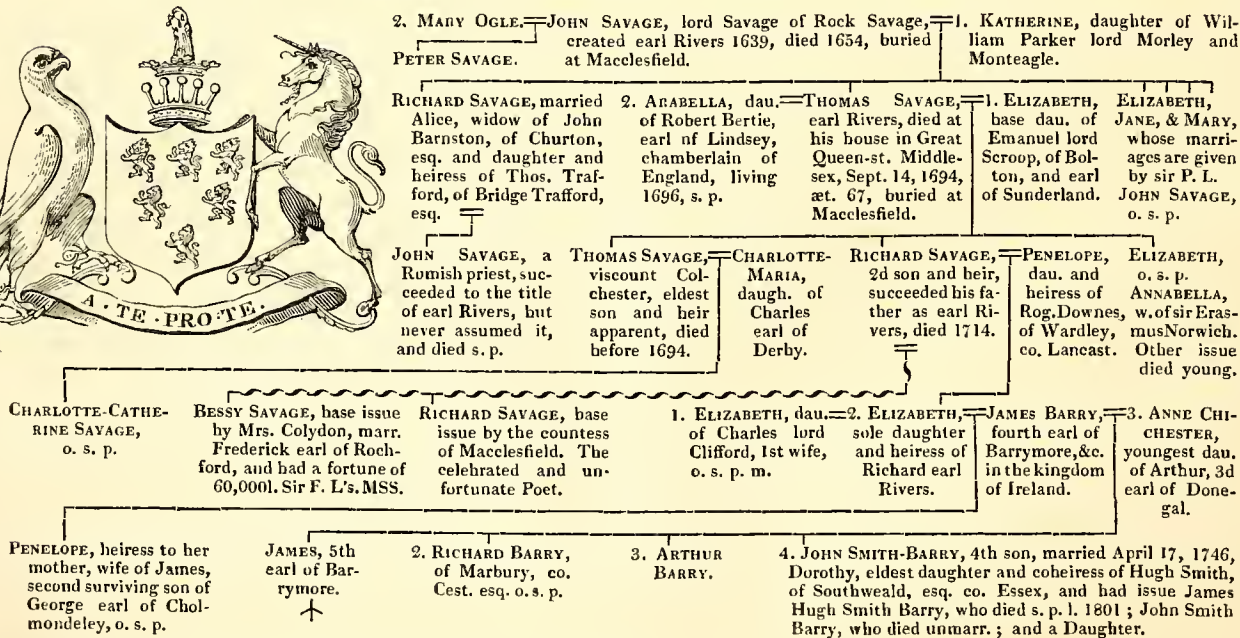 2. MARY OGLE.=JOHN SAVAGE, lord Savage of Rock Savage,=1. KATHERINE, daughter of Wil-
created earl Rivers 1639, died 1654, buried
liam Parker lord Morley and
PETER SAVAGE.
at Macclesfield.
Monteagle.
RICHARD SAVAGE, married
Alice, widow of John
Barnston, of Churton,
esq. and daughter and
heiress of Thos. Traf-
ford, of Bridge Trafford,
esq. =
2. ARABELLA, dau.=
of Robert Bertie,
earl of Lindsey,
chamberlain of
England, living
1696, s. p.
THOMAS SAVAGE,=
earl Rivers, died at
his house in Great
Queen-st. Middle-
sex, Sept. 14, 1694,
æt. 67, buried at
Macclesfield.
1. ELIZABETH,
base dau. of
Emanuel lord
Scroop, of Bol-
ton, and earl
of Sunderland.
ELIZABETH,
JANE, & MARY,
whose marri-
ages are given
by sir P. L.
JOHN SAVAGE,
o. s. p.
A · TE · PRO · TE ·
JOHN SAVAGE, a
Romish priest, suc-
ceeded to the title
of earl Rivers, but
never assumed it,
and died s. p.
THOMAS SAVAGE,=
viscount Col-
chester, eldest
son and heir
apparent, died
before 1694.
CHARLOTTE-
MARIA,
daugh. of
Charles
earl of
Derby.
RICHARD SAVAGE,=
2d son and heir,
succeeded his fa-
ther as earl Ri-
vers, died 1714.
=
PENELOPE,
dau. and
heiress of
Rog. Downes,
of Wardley,
co. Lancast.
ELIZABETH,
o. s. p.
ANNABELLA,
w. of sir Eras-
mus Norwich.
Other issue
died young.
CHARLOTTE-CATHE-
RINE SAVAGE,
o. s. p.
BESSY SAVAGE, base issue
by Mrs. Colydon, marr.
Frederick earl of Roch-
ford, and had a fortune of
60,000l. Sir F. L's. MSS.
RICHARD SAVAGE, base
issue by the countess
of Macclesfield. The
celebrated and un-
fortunate Poet.
1. ELIZABETH, dau.=
of Charles lord
Clifford, 1st wife,
o. s. p. m.
2. ELIZABETH,=
sole daughter
and heiress of
Richard earl
Rivers.
JAMES BARRY,=
fourth earl of
Barrymore, &c.
in the kingdom
of Ireland.
3. ANNE CHI-
CHESTER,
youngest dau.
of Arthur, 3d
earl of Done-
gal.
PENELOPE, heiress to her
mother, wife of James,
second surviving son of
George earl of Chol-
mondeley, o. s. p.
JAMES, 5th
earl of Bar-
rymore.
2. RICHARD BARRY,
of Marbury, co.
Cest. esq. o. s. p.
3. ARTHUR
BARRY.
4. JOHN SMITH-BARRY, 4th son, married April 17, 1746,
Dorothy, eldest daughter and coheiress of Hugh Smith,
of Southweald, esq. co. Essex, and had issue James
Hugh Smith Barry, who died s. p. l. 1801 ; John Smith
Barry, who died unmarr. ; and a Daughter.